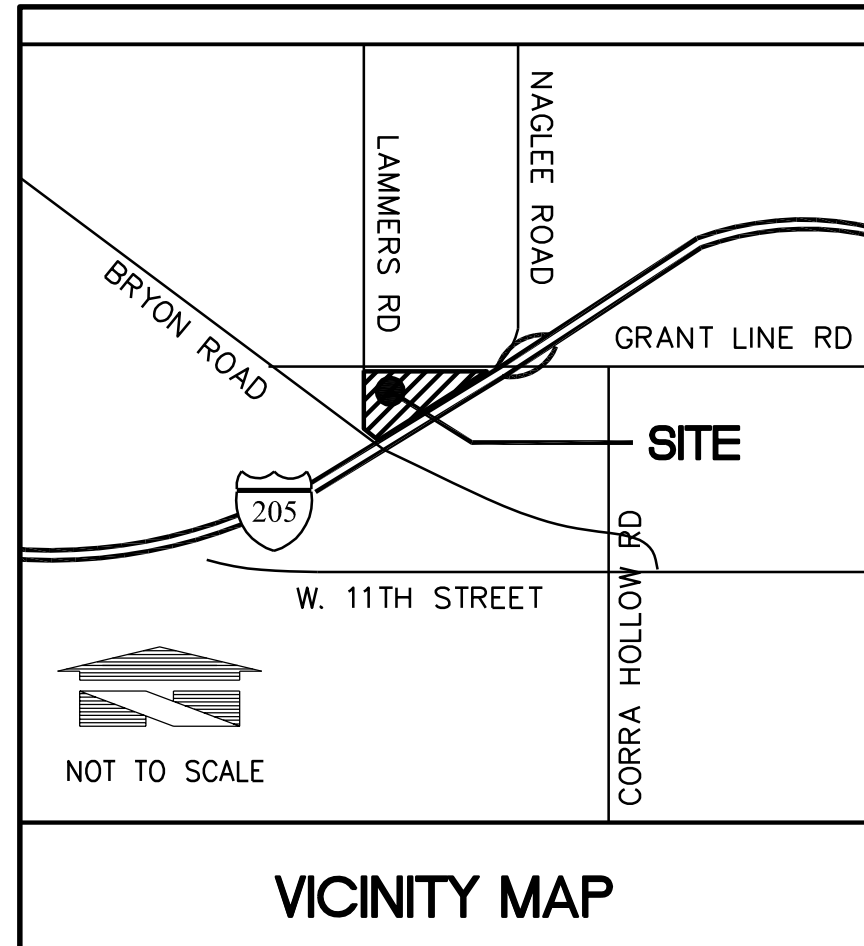 NAGLEE ROAD
LAMMERS RD
BRYON ROAD
GRANT LINE RD
SITE
205
W. 11TH STREET
CORRA HOLLOW RD
NOT TO SCALE
VICINITY MAP